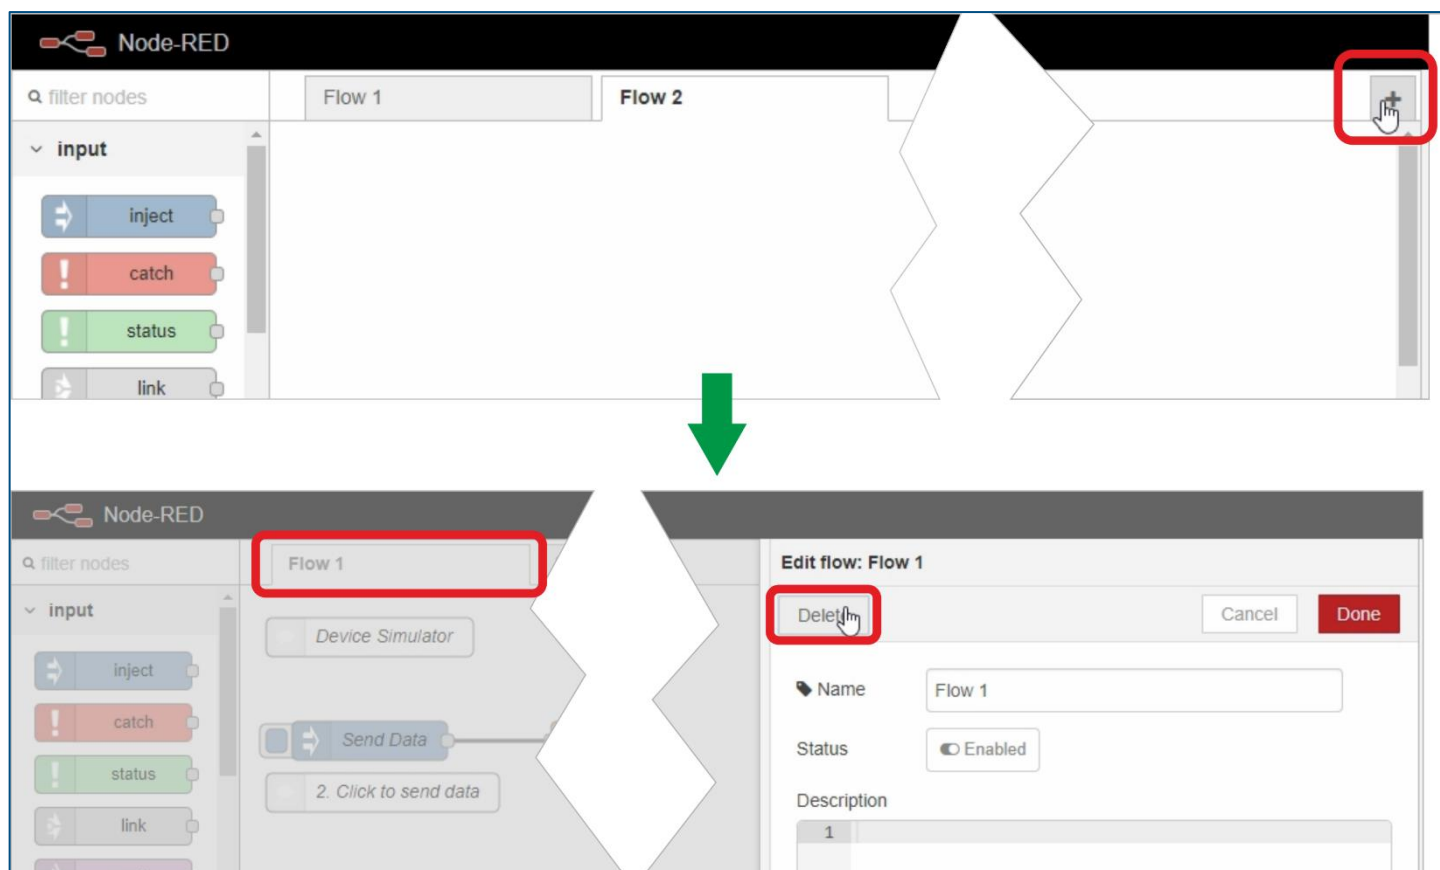 Node-RED
filter nodes
Flow 1
Flow 2
+
input
inject
catch
status
link
Node-RED
filter nodes
Flow 1
Edit flow: Flow 1
input
Cancel
Done
Device Simulator
Name
Flow 1
inject
Send Data
Status
Enabled
catch
status
2. Click to send data
Description
link
1